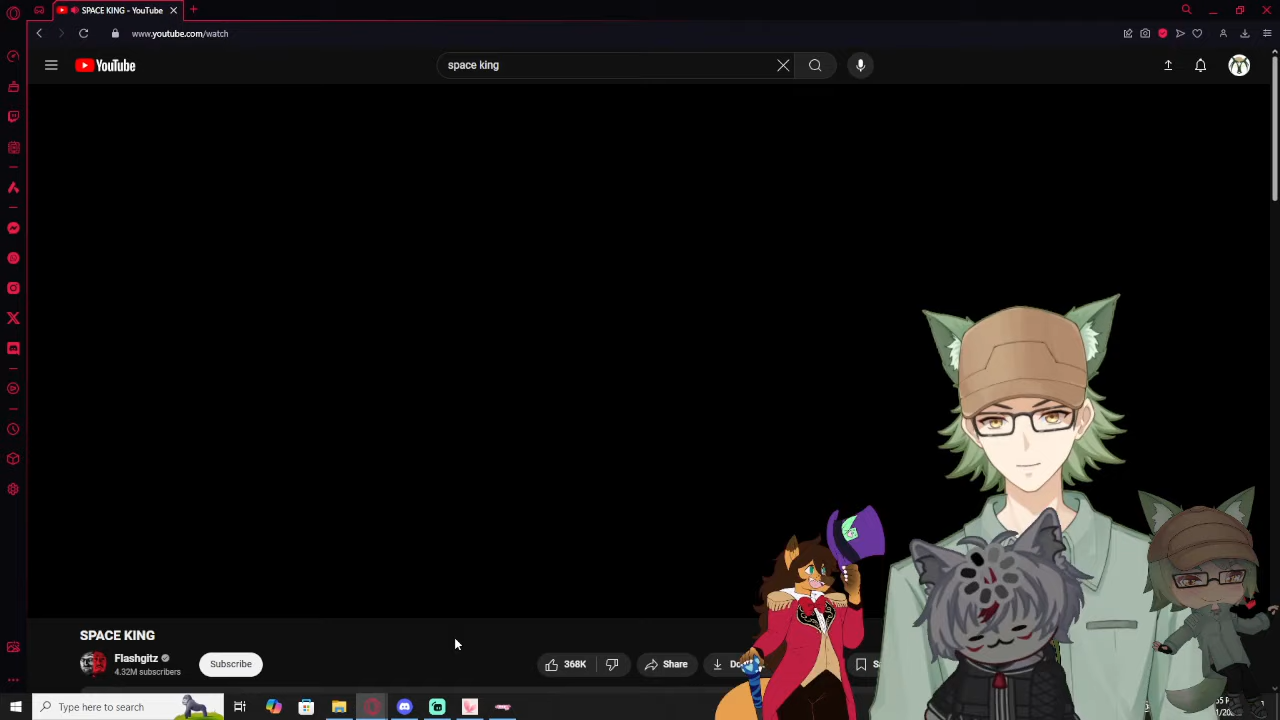 SPACE KING - YouTube
www.youtube.com/watch
YouTube
space king
SPACE KING
Flashgitz
4.32M subscribers
Subscribe
368K
Share
Type here to search